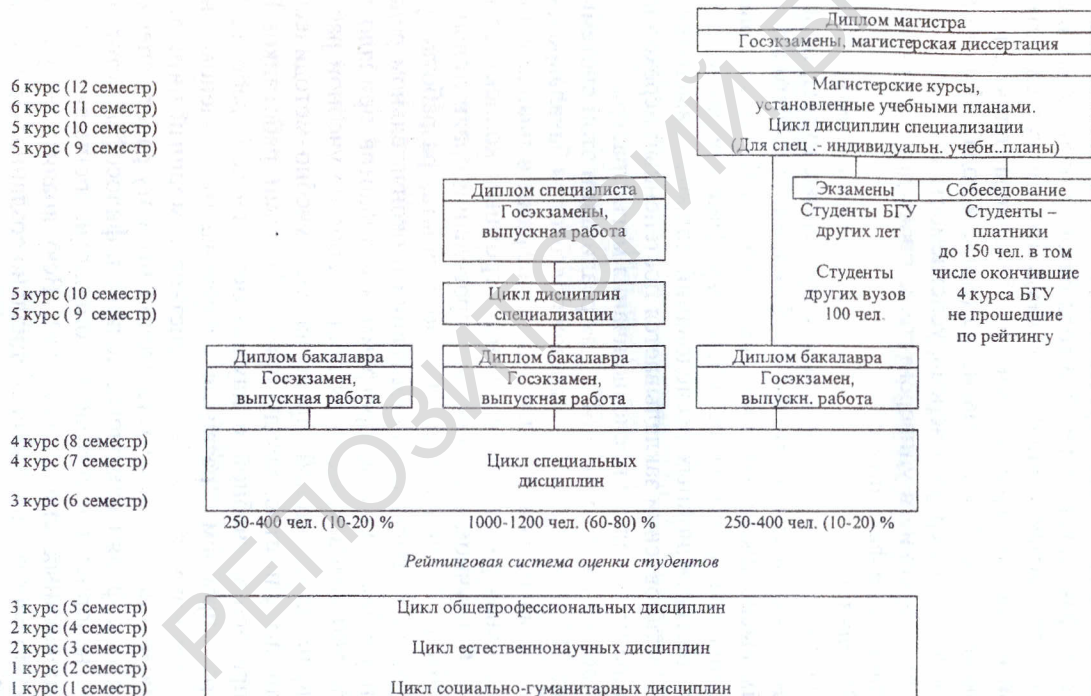 Диплом магистра
Госэкзамены, магистерская диссертация
6 курс (12 семестр)
6 курс (11 семестр)
5 курс (10 семестр)
5 курс ( 9 семестр)
Магистерские курсы,
установленные учебными планами.
Цикл дисциплин специализации
(Для спец .- индивидуальн. учебн..планы)
Диплом специалиста
Госэкзамены,
выпускная работа
Экзамены
Студенты БГУ
других лет
Студенты
других вузов
100 чел.
Собеседование
Студенты –
платники
до 150 чел. в том
числе окончившие
4 курса БГУ
не прошедшие
по рейтингу
5 курс (10 семестр)
5 курс ( 9 семестр)
Цикл дисциплин
специализации
Диплом бакалавра
Госэкзамен,
выпускная работа
Диплом бакалавра
Госэкзамен,
выпускная работа
Диплом бакалавра
Госэкзамен,
выпускн. работа
4 курс (8 семестр)
4 курс (7 семестр)
3 курс (6 семестр)
Цикл специальных
дисциплин
250-400 чел. (10-20) %
1000-1200 чел. (60-80) %
250-400 чел. (10-20) %
Рейтинговая система оценки студентов
3 курс (5 семестр)
2 курс (4 семестр)
2 курс (3 семестр)
1 курс (2 семестр)
1 курс (1 семестр)
Цикл общепрофессиональных дисциплин
Цикл естественнонаучных дисциплин
Цикл социально-гуманитарных дисциплин
РЕПОЗИТОРИЙ Б